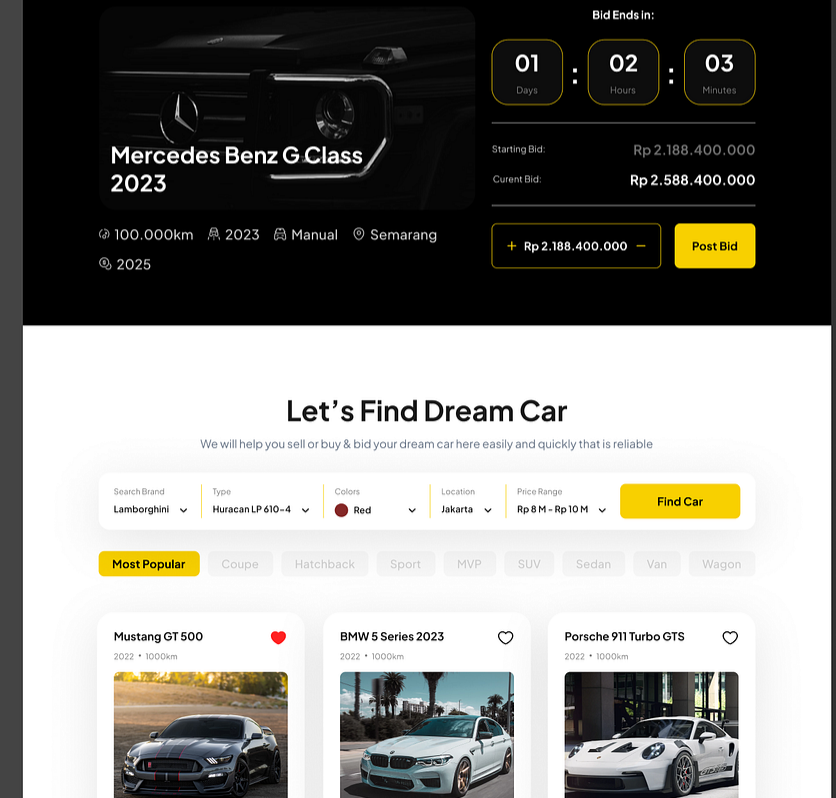 Bid Ends in:
01 : 02 : 03
Days Hours Minutes
Mercedes Benz G Class
2023
Starting Bid: Rp 2.188.400.000
Curent Bid: Rp 2.588.400.000
100.000km 2023 Manual Semarang
2025
+ Rp 2.188.400.000 − Post Bid
Let’s Find Dream Car
We will help you sell or buy & bid your dream car here easily and quickly that is reliable
Search Brand Type Colors Location Price Range
Lamborghini Huracan LP 610-4 Red Jakarta Rp 8 M - Rp 10 M Find Car
Most Popular Coupe Hatchback Sport MVP SUV Sedan Van Wagon
Mustang GT 500 BMW 5 Series 2023 Porsche 911 Turbo GTS
2022 • 1000km 2022 • 1000km 2022 • 1000km